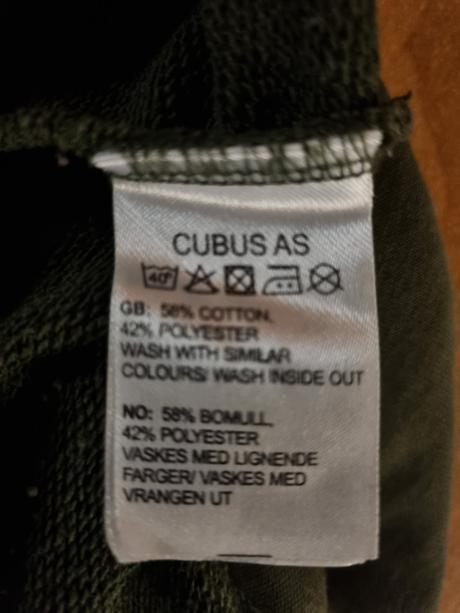 CUBUS AS
40°
GB: 58% COTTON,
42% POLYESTER
WASH WITH SIMILAR
COLOURS/ WASH INSIDE OUT
NO: 58% BOMULL,
42% POLYESTER
VASKES MED LIGNENDE
FARGER/ VASKES MED
VRANGEN UT